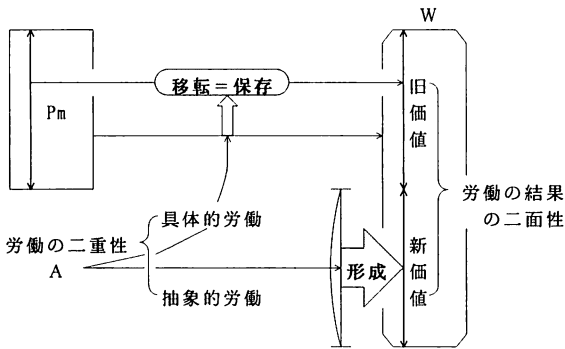 W
移転＝保存
Pm
旧価値
労働の結果
の二面性
具体的労働
労働の二重性
A
抽象的労働
形成
新価値